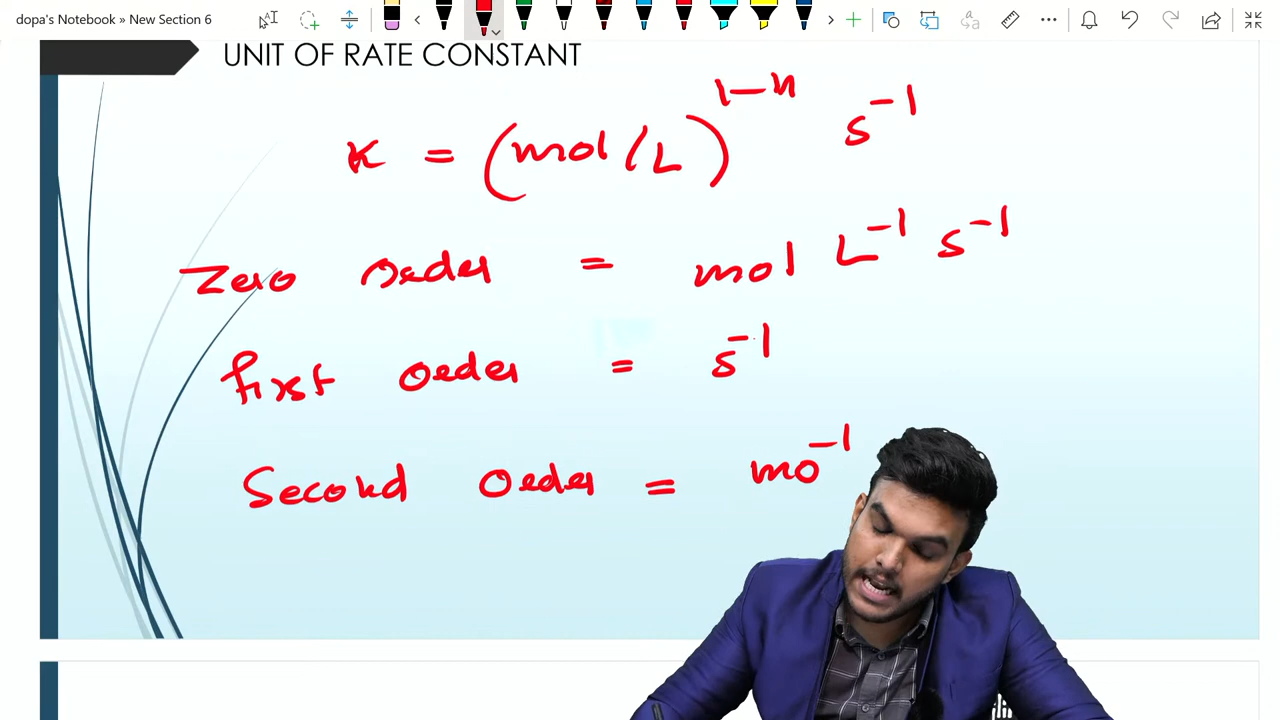 dopa's Notebook » New Section 6
UNIT OF RATE CONSTANT
K = (mol/L)^1-n s^-1
Zero order = mol L^-1 s^-1
first order = s^-1
Second order = mo^-1